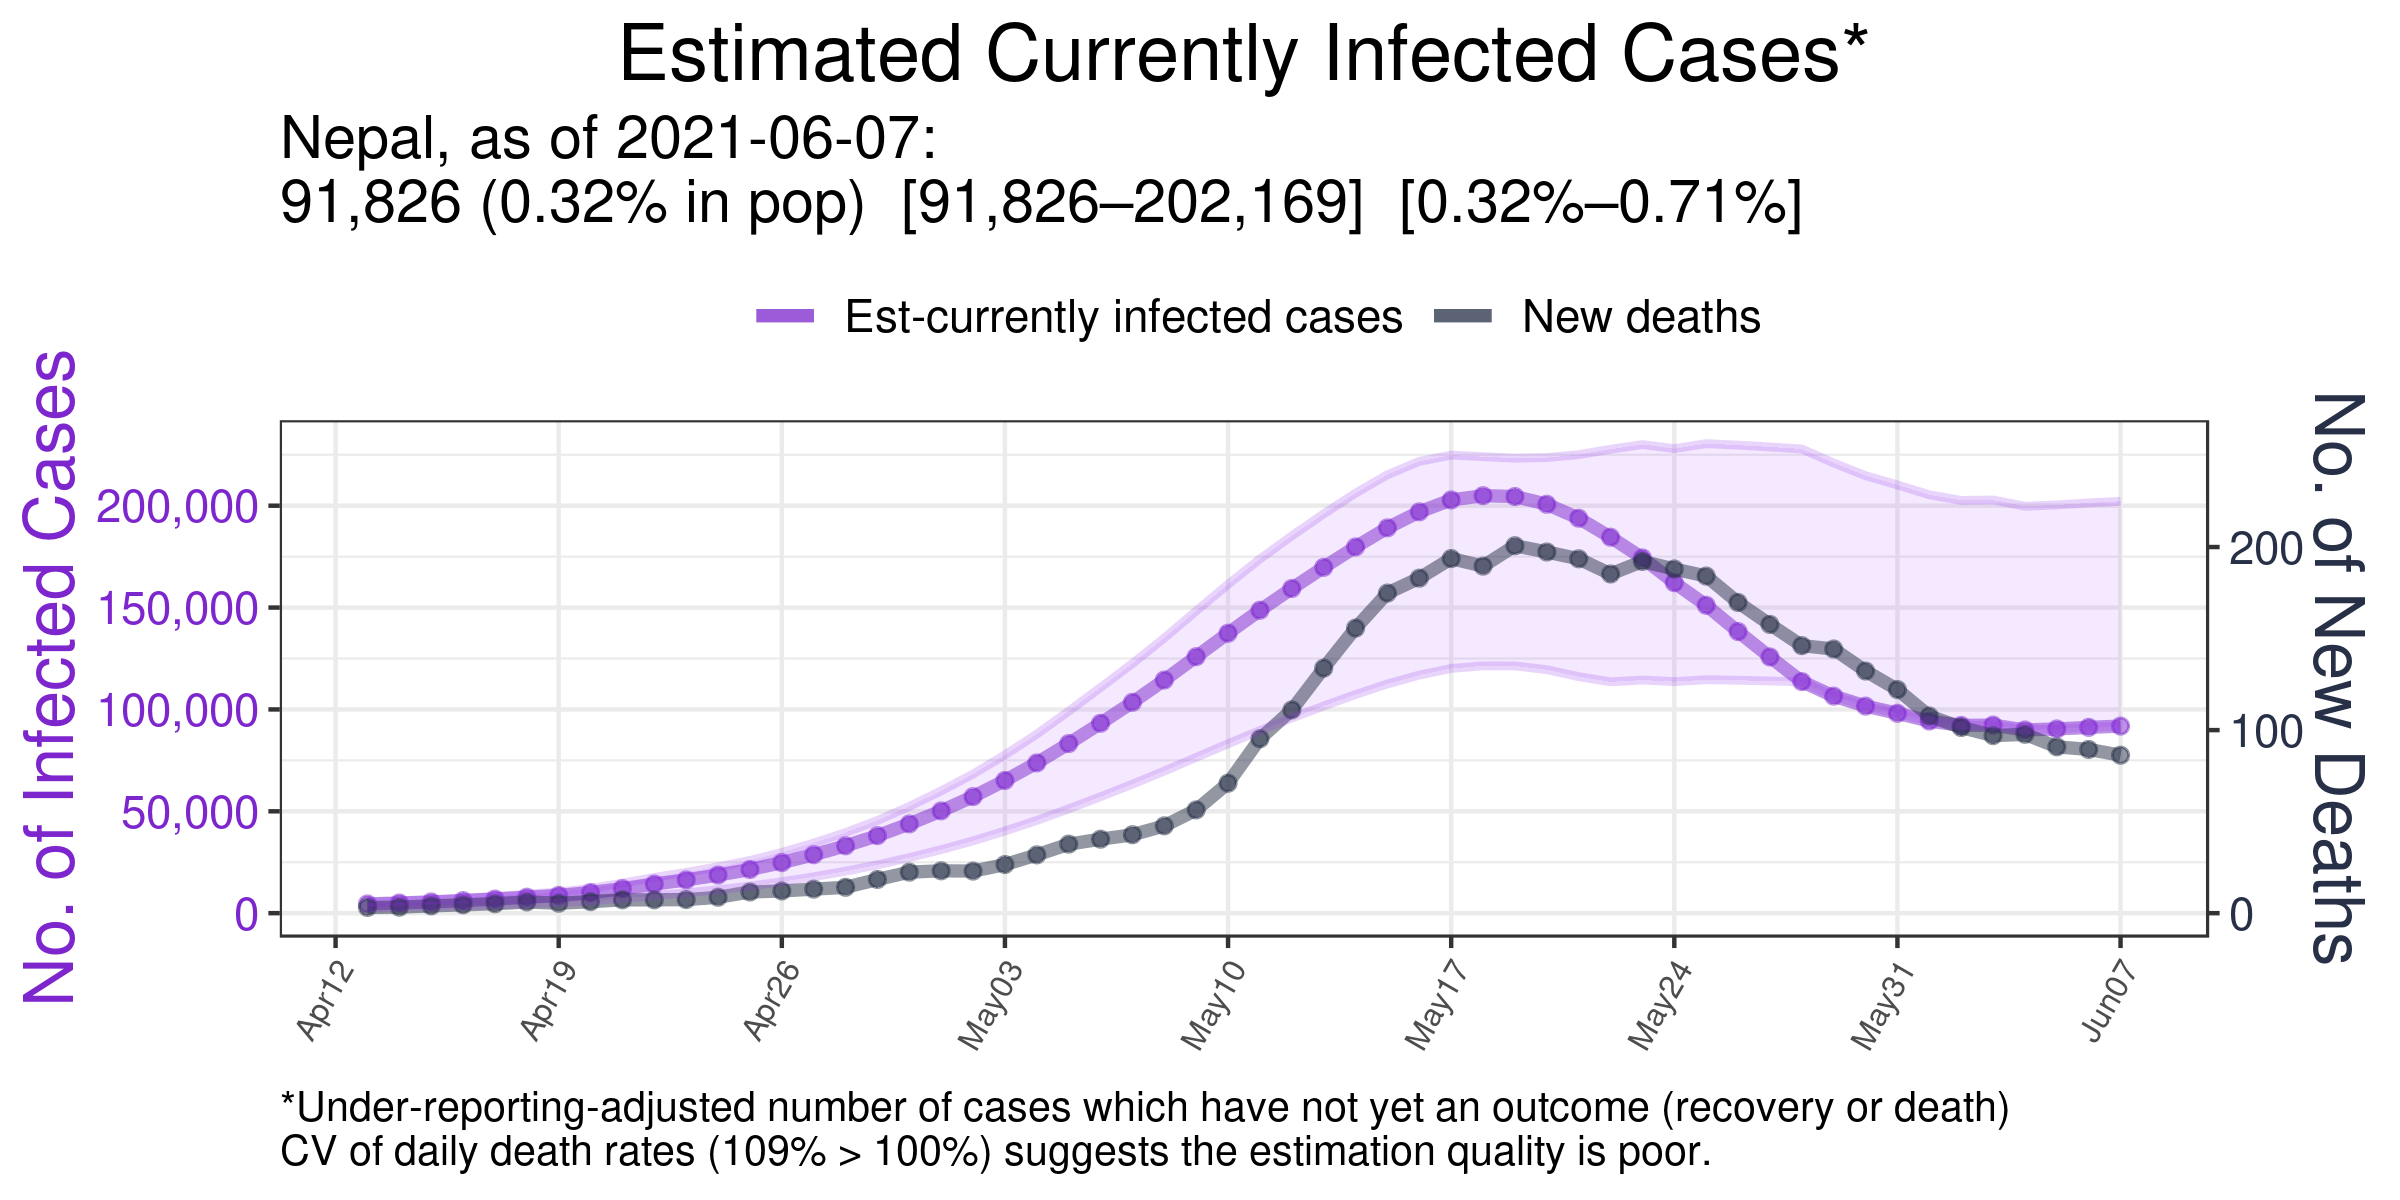 Estimated Currently Infected Cases*
Nepal, as of 2021-06-07:
91,826 (0.32% in pop)  [91,826–202,169]  [0.32%–0.71%]
Est-currently infected cases
New deaths
No. of Infected Cases
200,000
150,000
100,000
50,000
0
200
100
0
No. of New Deaths
Apr12
Apr19
Apr26
May03
May10
May17
May24
May31
Jun07
*Under-reporting-adjusted number of cases which have not yet an outcome (recovery or death)
CV of daily death rates (109% > 100%) suggests the estimation quality is poor.